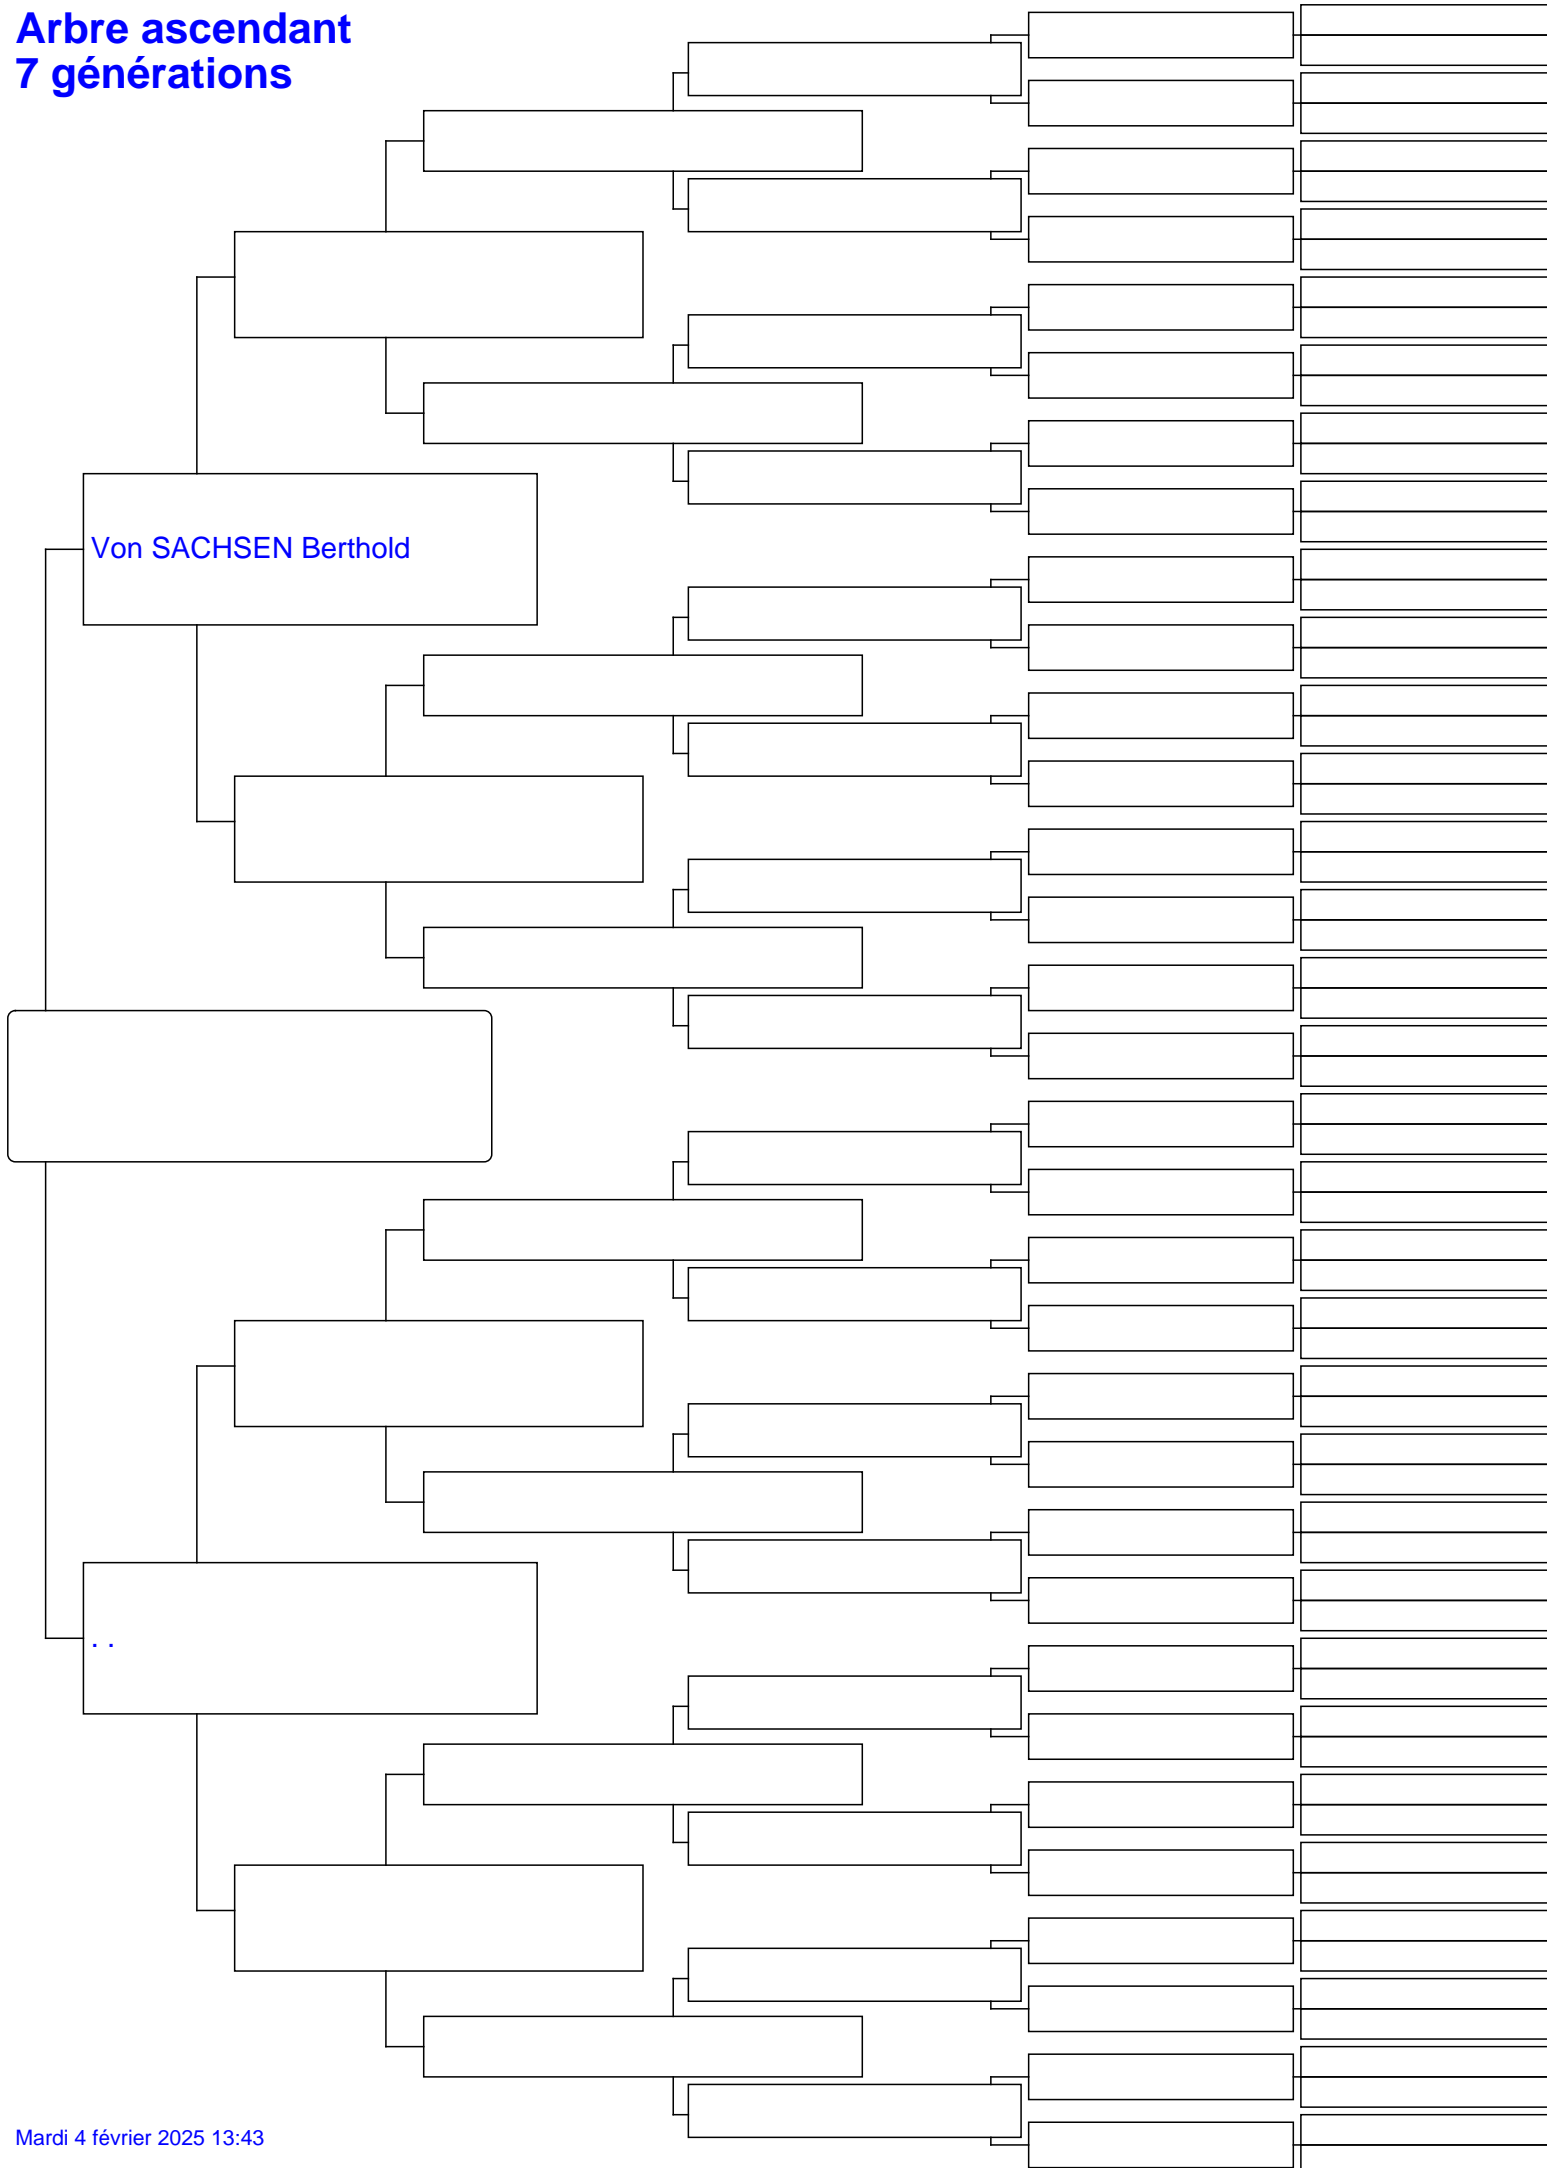 Arbre ascendant
7 générations
Von SACHSEN Berthold
. .
Mardi 4 février 2025 13:43